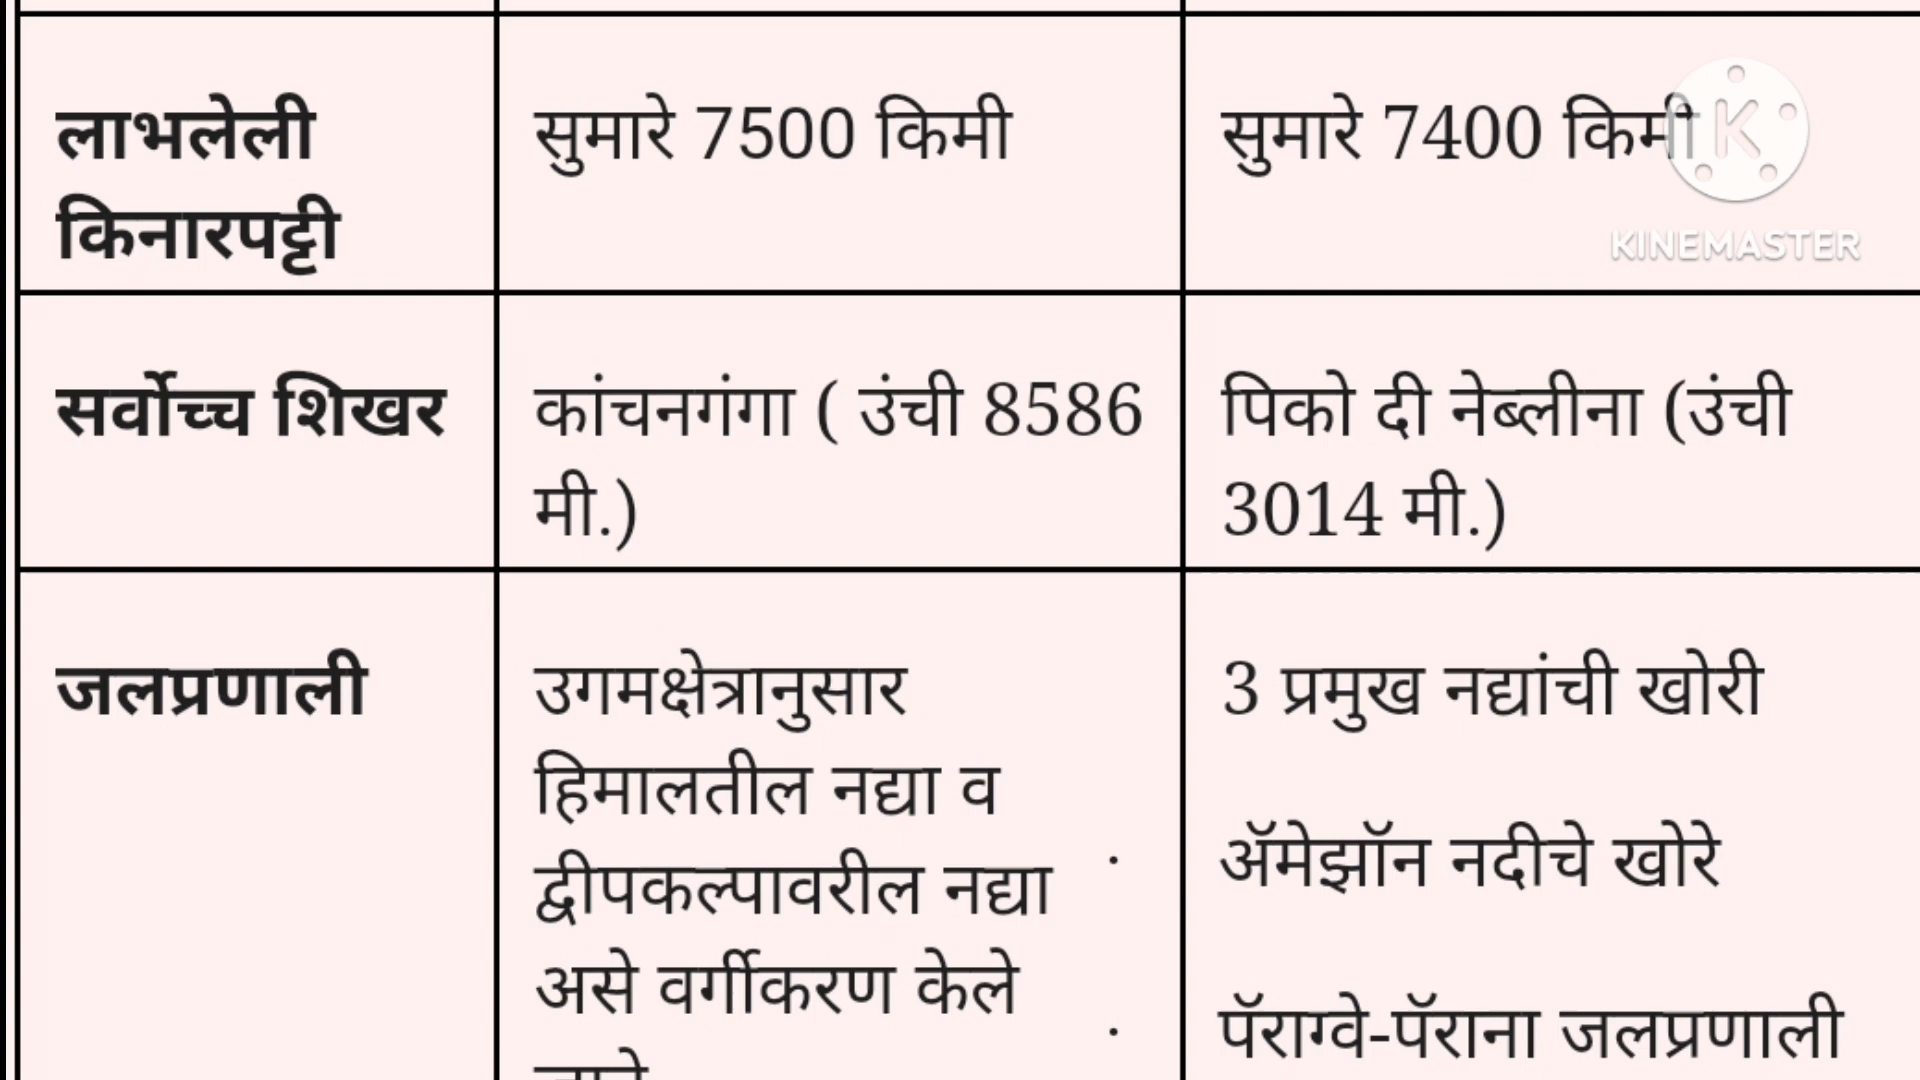 लाभलेली
किनारपट्टी
सुमारे 7500 किमी
सुमारे 7400 किमी
KINEMASTER
सर्वोच्च शिखर
कांचनगंगा ( उंची 8586
मी.)
पिको दी नेब्लीना (उंची
3014 मी.)
जलप्रणाली
उगमक्षेत्रानुसार
हिमालतील नद्या व
द्वीपकल्पावरील नद्या
असे वर्गीकरण केले
3 प्रमुख नद्यांची खोरी
ॲमेझॉन नदीचे खोरे
पॅराग्वे-पॅराना जलप्रणाली